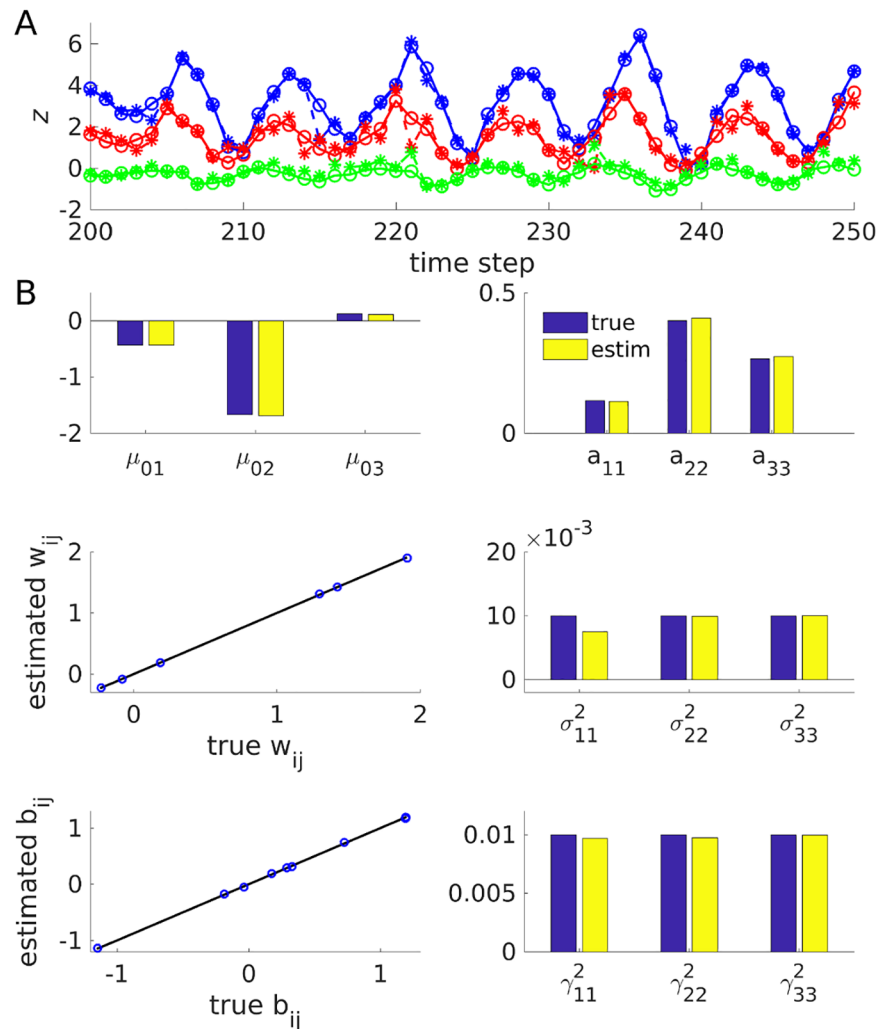 A
z
6
4
2
0
-2
200 210 220 230 240 250
time step
B
0
-1
-2
μ01 μ02 μ03
0.5
0
true
estim
a11 a22 a33
estimated wij
2
1
0
0 1 2
true wij
×10-3
20
10
0
σ²11 σ²22 σ²33
estimated bij
1
0
-1
-1 0 1
true bij
0.01
0.005
0
γ²11 γ²22 γ²33